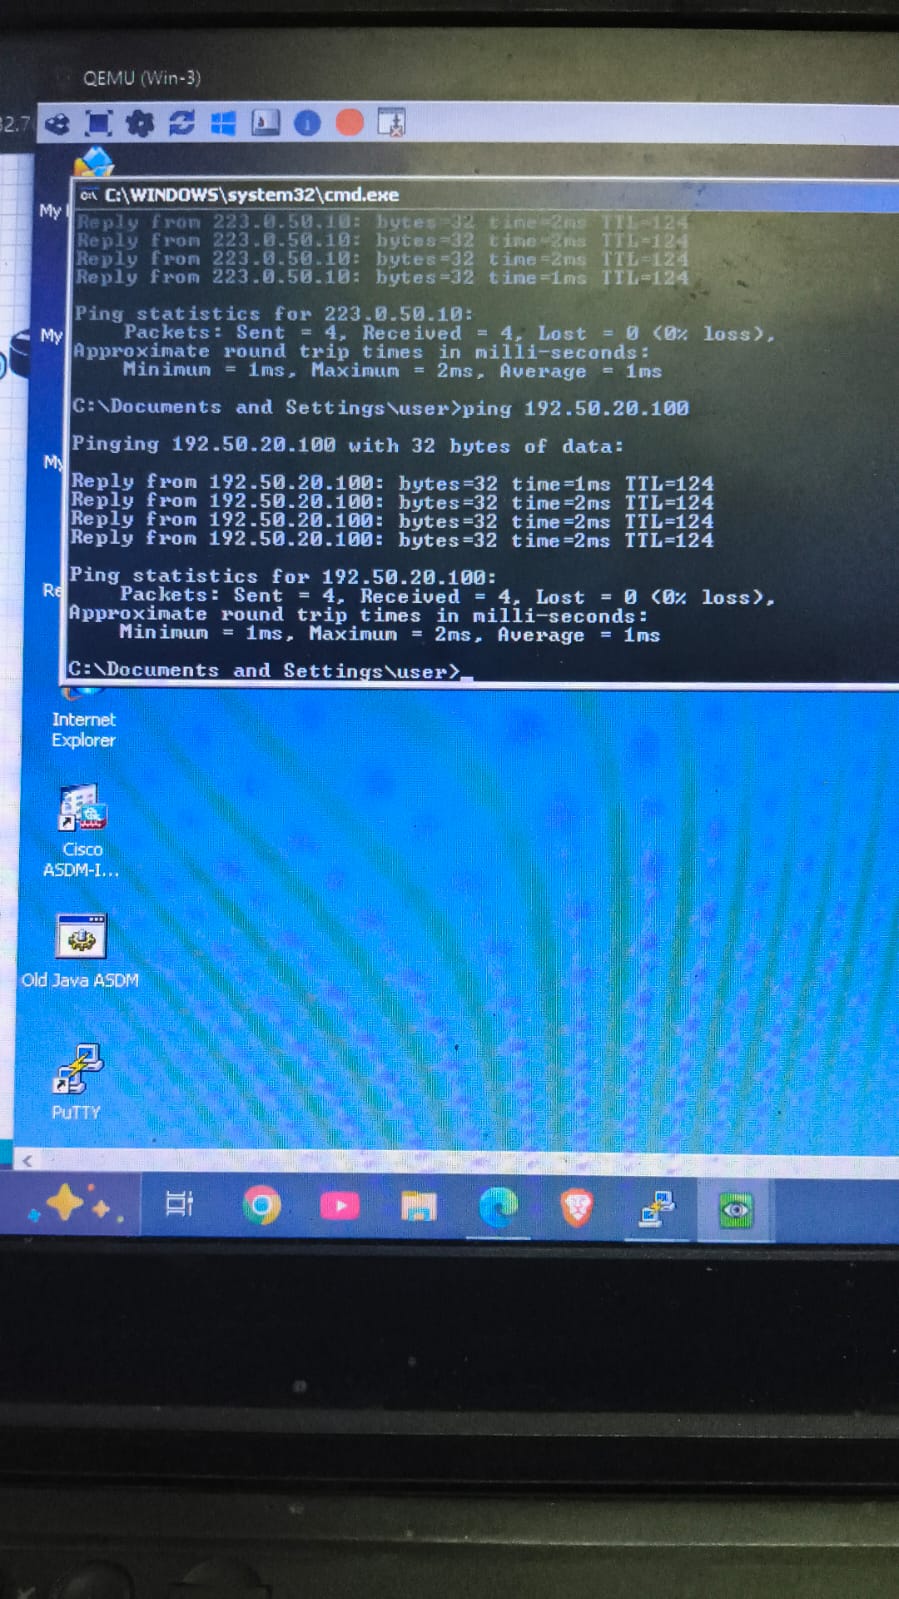 QEMU (Win-3)
32.7
C:\WINDOWS\system32\cmd.exe
My
Reply from 223.0.50.10: bytes=32 time=2ms TTL=124
Reply from 223.0.50.10: bytes=32 time=2ms TTL=124
Reply from 223.0.50.10: bytes=32 time=2ms TTL=124
Reply from 223.0.50.10: bytes=32 time=1ms TTL=124
Ping statistics for 223.0.50.10:
My
Packets: Sent = 4, Received = 4, Lost = 0 (0% loss),
Approximate round trip times in milli-seconds:
Minimum = 1ms, Maximum = 2ms, Average = 1ms
C:\Documents and Settings\user>ping 192.50.20.100
Pinging 192.50.20.100 with 32 bytes of data:
My
Reply from 192.50.20.100: bytes=32 time=1ms TTL=124
Reply from 192.50.20.100: bytes=32 time=2ms TTL=124
Reply from 192.50.20.100: bytes=32 time=2ms TTL=124
Reply from 192.50.20.100: bytes=32 time=2ms TTL=124
Ping statistics for 192.50.20.100:
Re
Packets: Sent = 4, Received = 4, Lost = 0 (0% loss),
Approximate round trip times in milli-seconds:
Minimum = 1ms, Maximum = 2ms, Average = 1ms
C:\Documents and Settings\user>_
Internet
Explorer
Cisco
ASDM-I...
Old Java ASDM
PuTTY